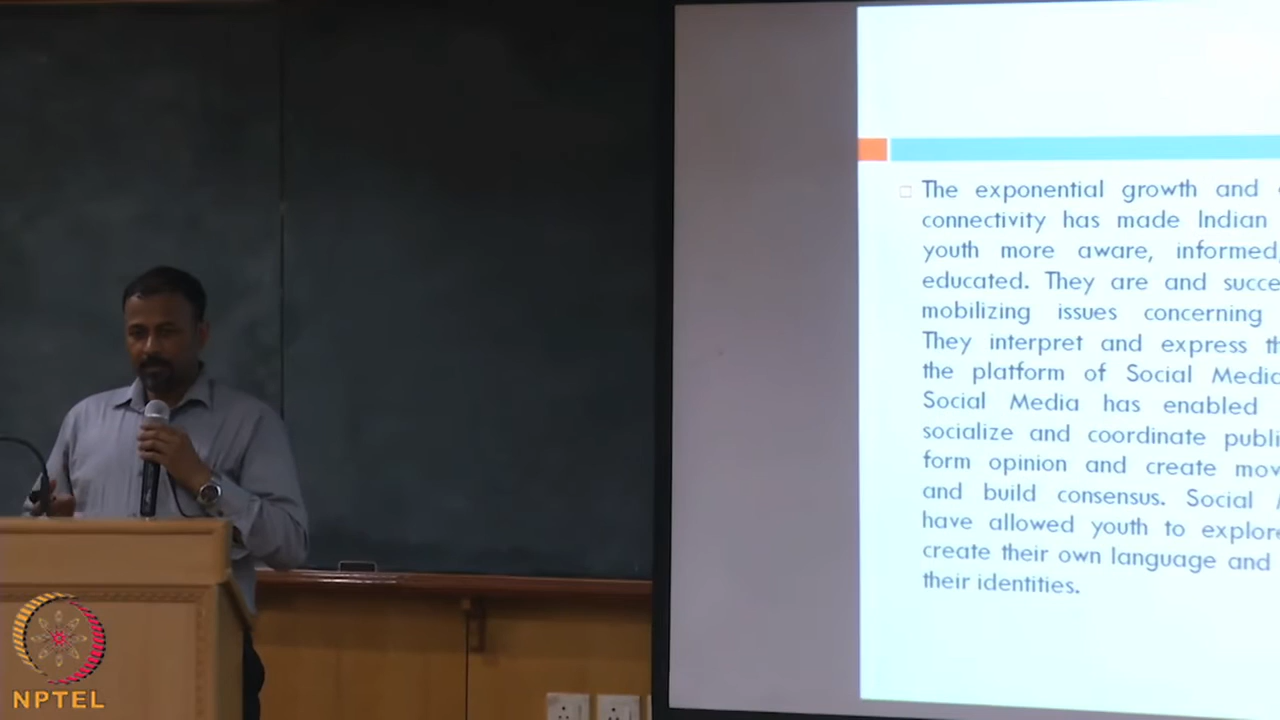 The exponential growth and
connectivity has made Indian
youth more aware, informed,
educated. They are and succe
mobilizing issues concerning
They interpret and express th
the platform of Social Media
Social Media has enabled
socialize and coordinate publi
form opinion and create mov
and build consensus. Social
have allowed youth to explore
create their own language and
their identities.
NPTEL